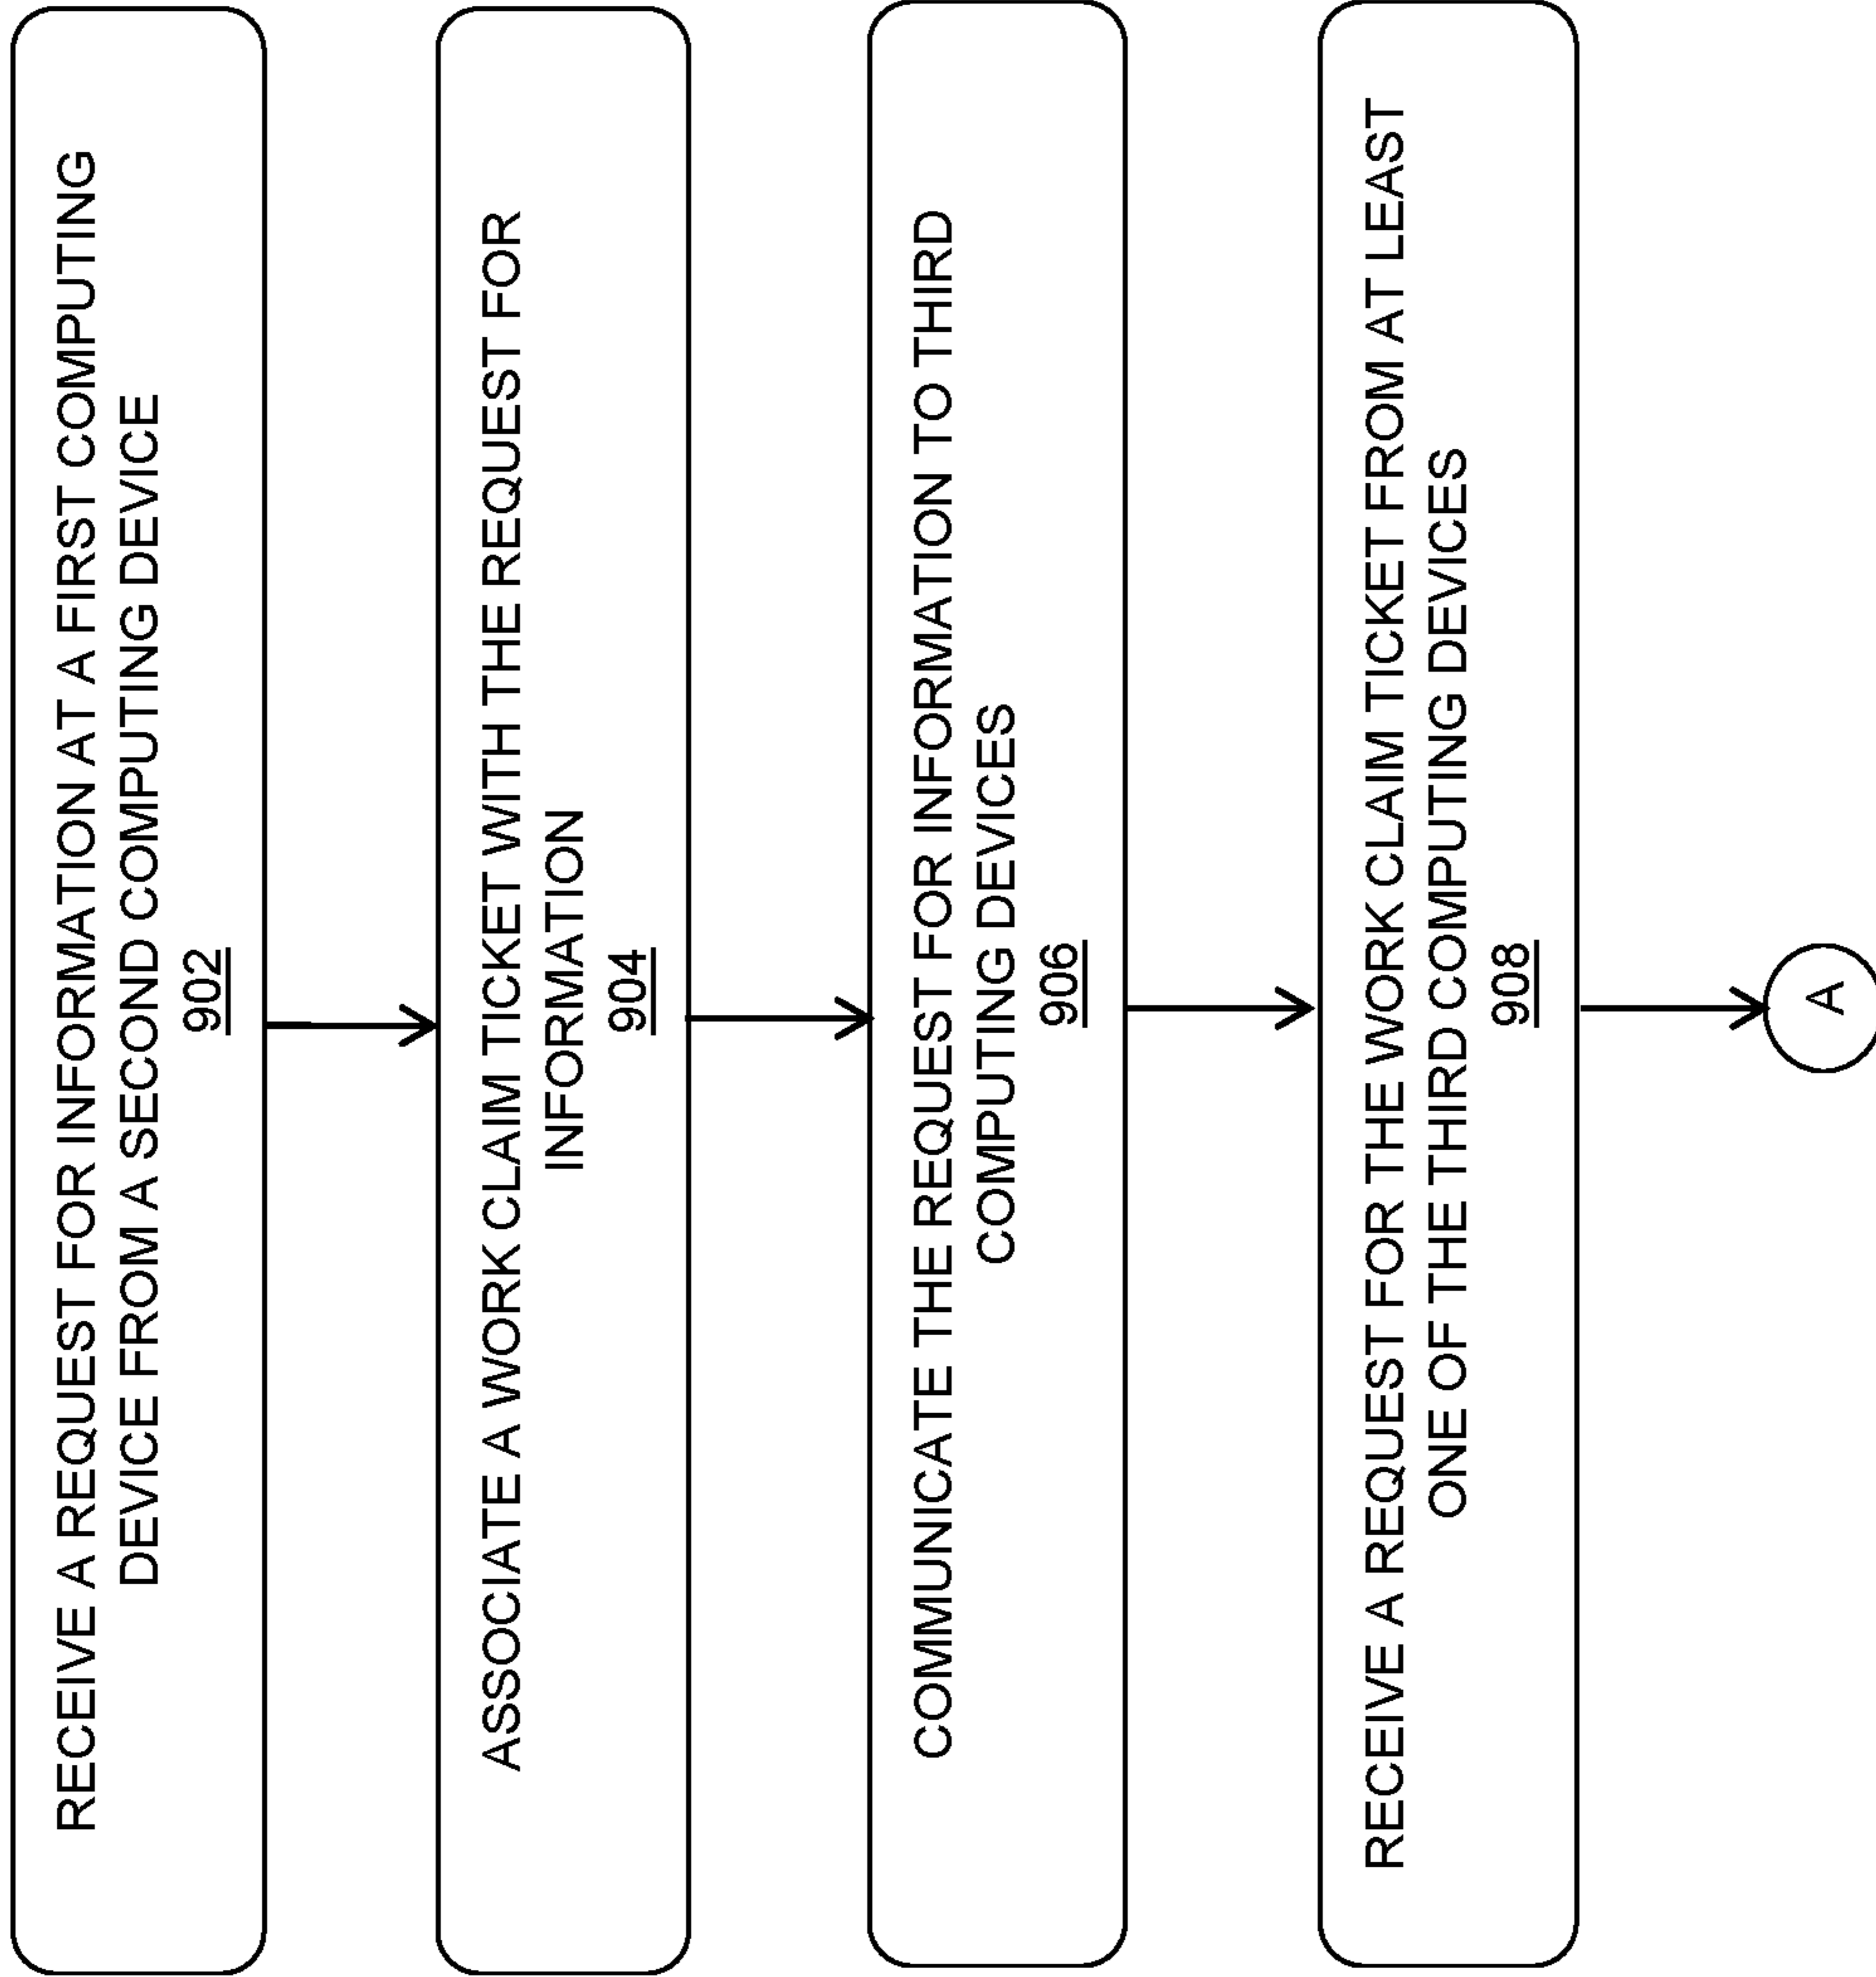 RECEIVE A REQUEST FOR INFORMATION AT A FIRST COMPUTING
DEVICE FROM A SECOND COMPUTING DEVICE
902
ASSOCIATE A WORK CLAIM TICKET WITH THE REQUEST FOR
INFORMATION
904
COMMUNICATE THE REQUEST FOR INFORMATION TO THIRD
COMPUTING DEVICES
906
RECEIVE A REQUEST FOR THE WORK CLAIM TICKET FROM AT LEAST
ONE OF THE THIRD COMPUTING DEVICES
908
A